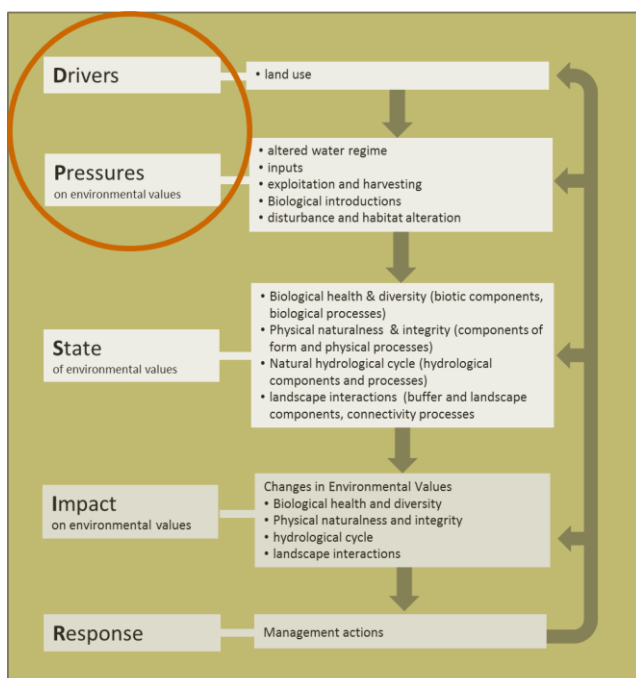 Drivers
• land use
Pressures
on environmental values
• altered water regime
• inputs
• exploitation and harvesting
• Biological introductions
• disturbance and habitat alteration
State
of environmental values
• Biological health & diversity (biotic components,
biological processes)
• Physical naturalness & integrity (components of
form and physical processes)
• Natural hydrological cycle (hydrological
components and processes)
• landscape interactions (buffer and landscape
components, connectivity processes
Impact
on environmental values
Changes in Environmental Values
• Biological health and diversity
• Physical naturalness and integrity
• hydrological cycle
• landscape interactions
Response
Management actions